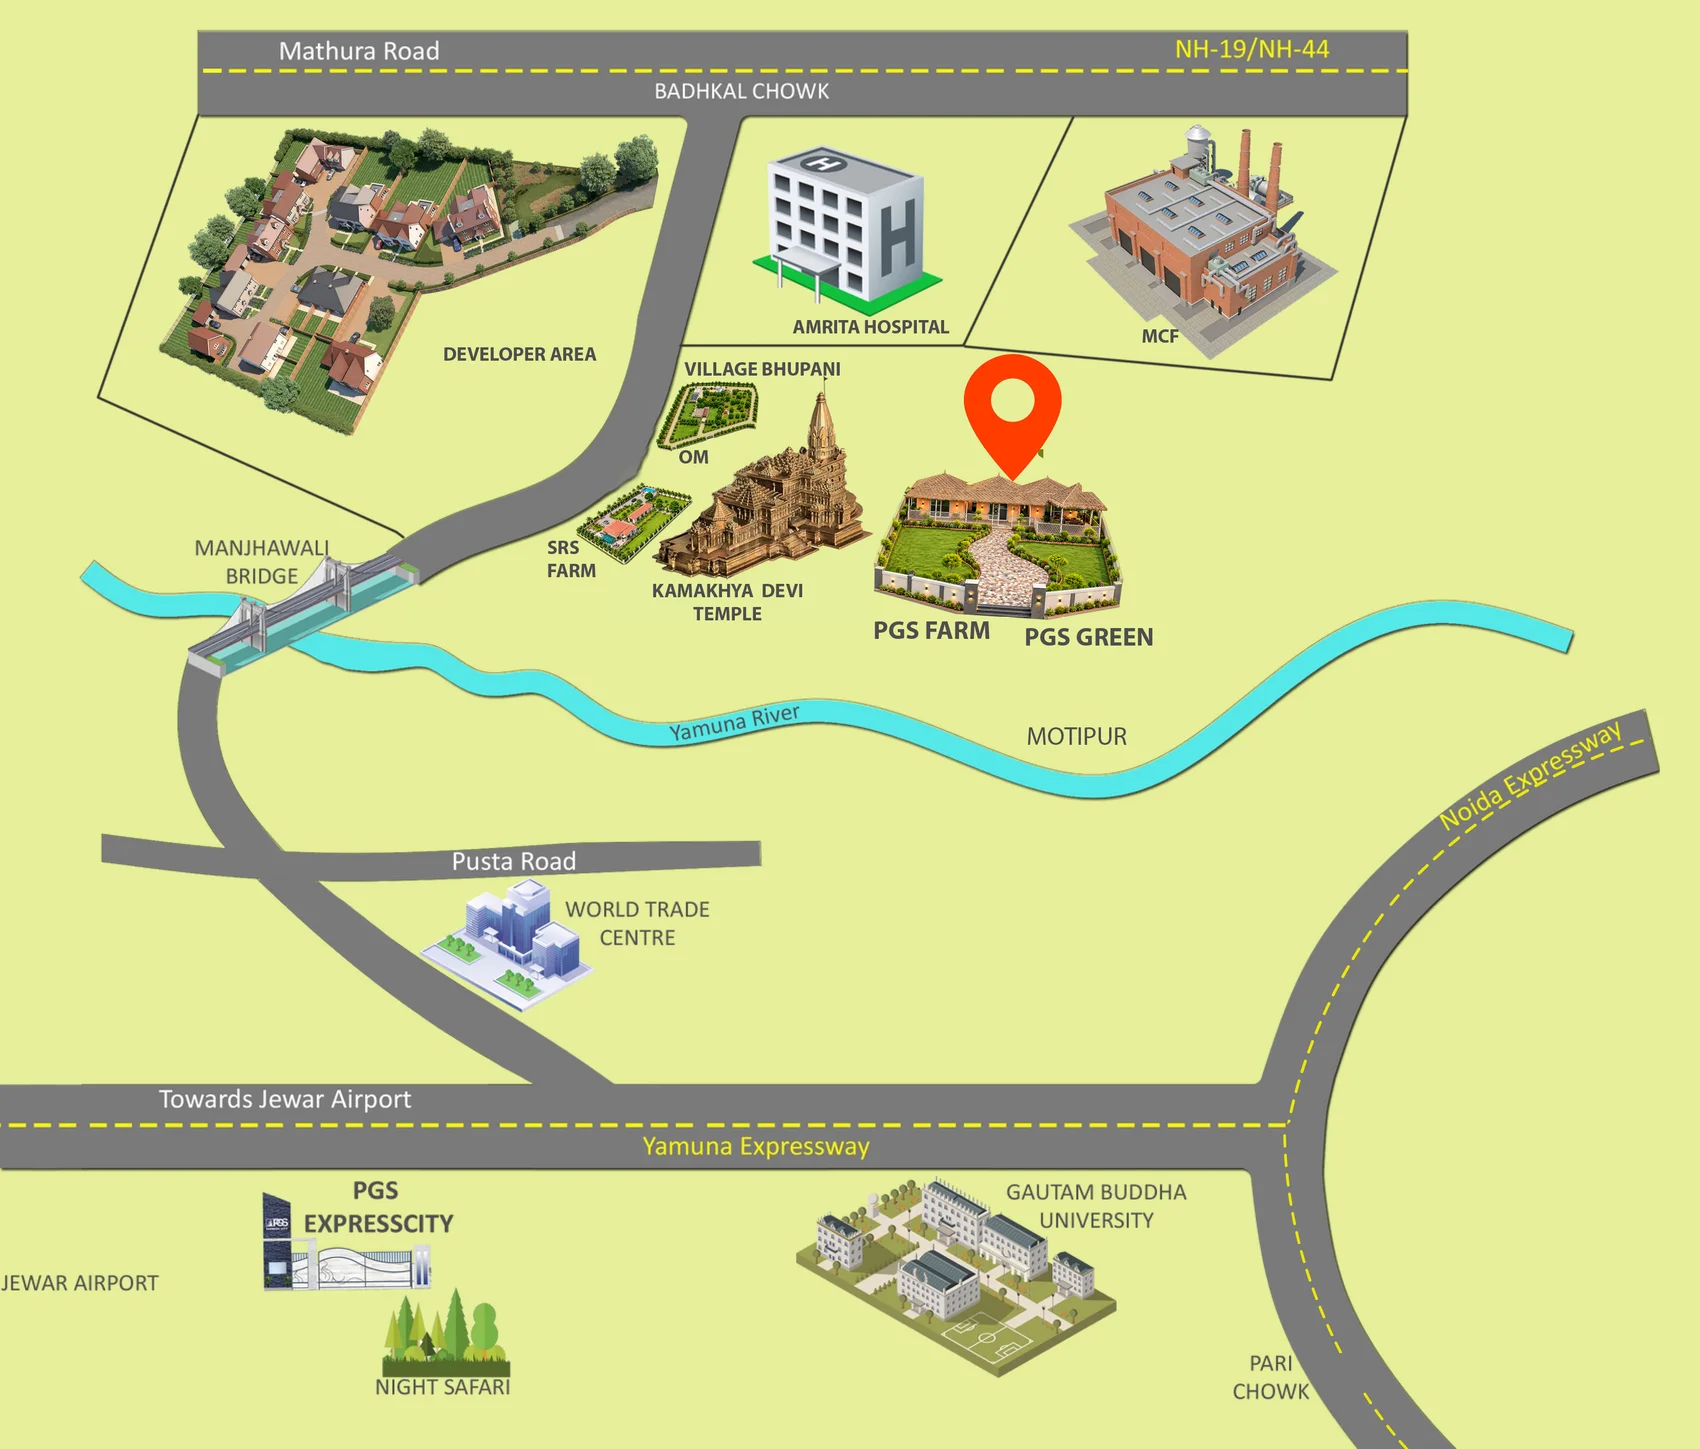 Mathura Road
NH-19/NH-44
BADHKAL CHOWK
H
H
AMRITA HOSPITAL
MCF
DEVELOPER AREA
VILLAGE BHUPANI
OM
SRS
FARM
KAMAKHYA DEVI
TEMPLE
PGS FARM
PGS GREEN
MANJHAWALI
BRIDGE
Yamuna River
MOTIPUR
Noida Expressway
Pusta Road
WORLD TRADE
CENTRE
Towards Jewar Airport
Yamuna Expressway
PGS
EXPRESSCITY
JEWAR AIRPORT
NIGHT SAFARI
GAUTAM BUDDHA
UNIVERSITY
PARI
CHOWK